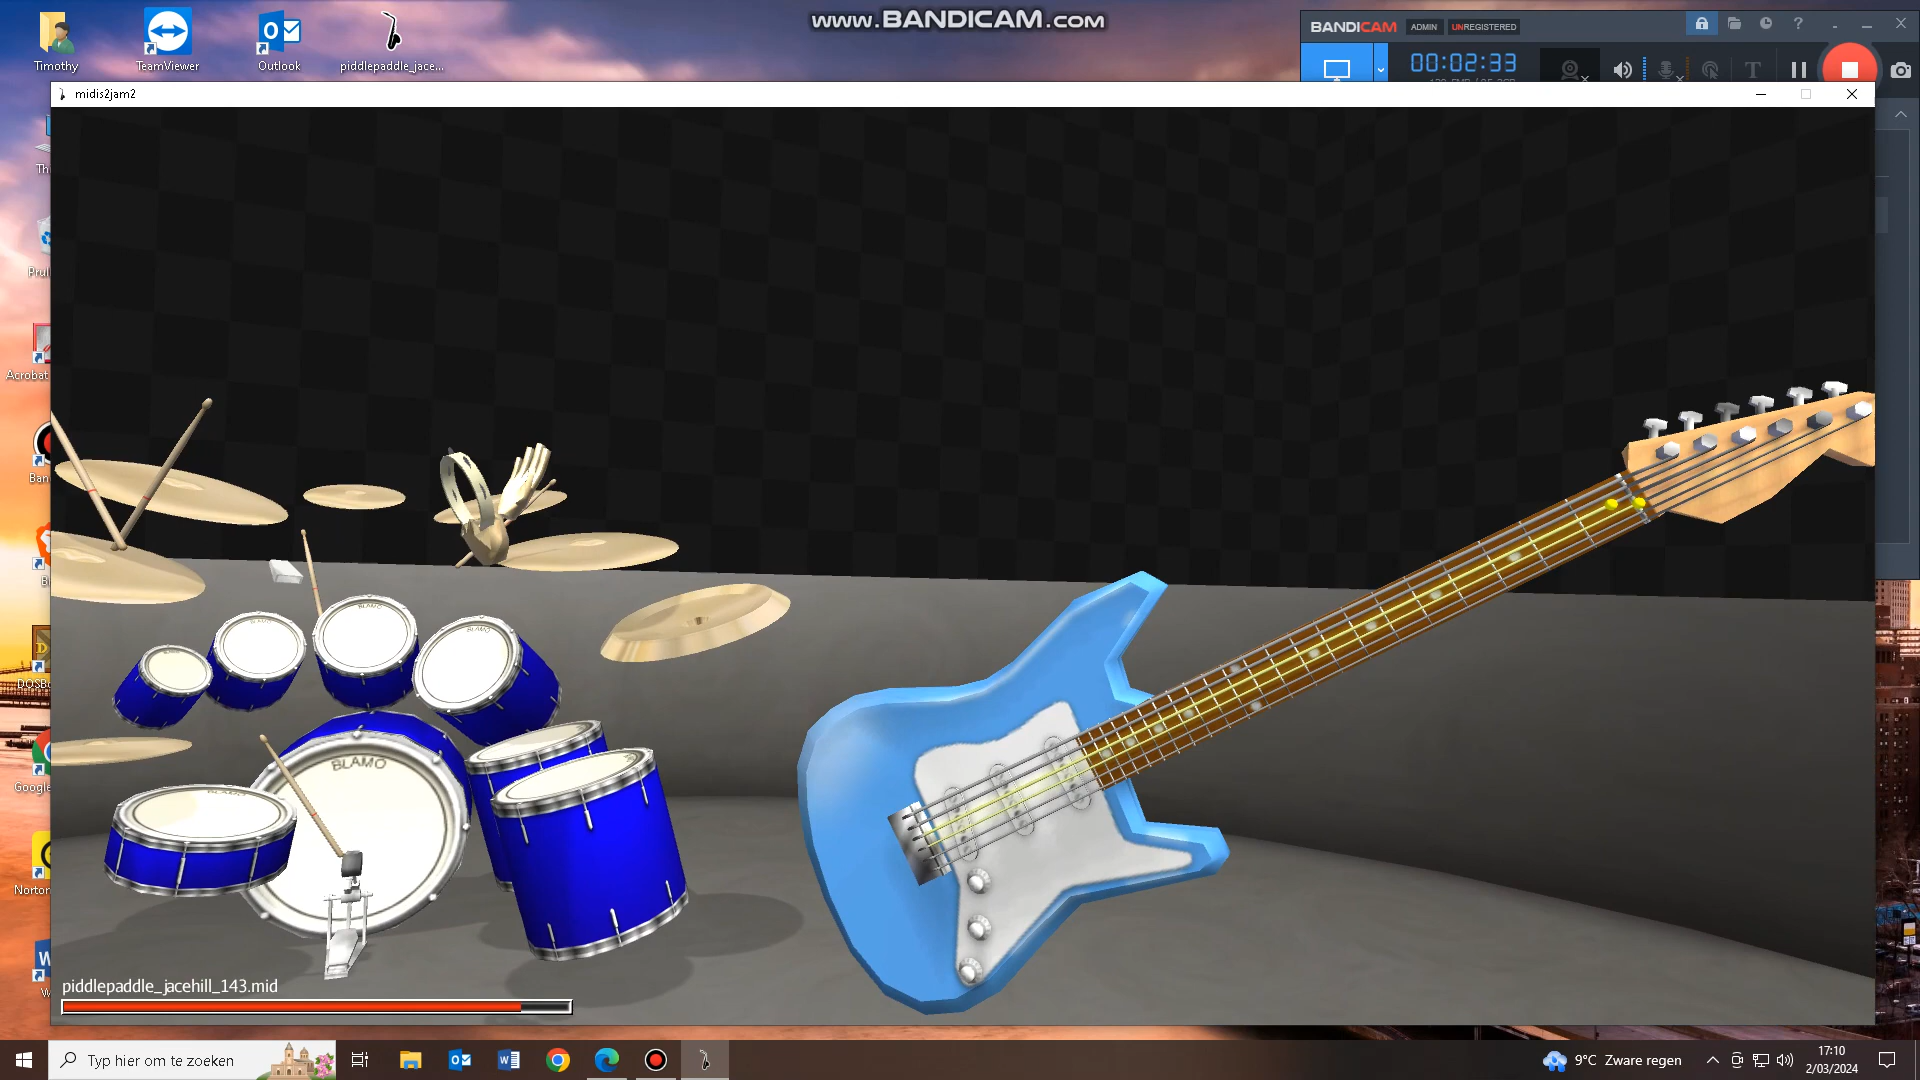 www.BANDICAM.com
BANDICAM
ADMIN
UNREGISTERED
Timothy
TeamViewer
Outlook
piddlepaddle_jace...
00:02:33
midis2jam2
Acrobat
BLAMO
BLAMO
BLAMO
Google
Norton
piddlepaddle_jacehill_143.mid
Typ hier om te zoeken
9°C Zware regen
17:10
2/03/2024